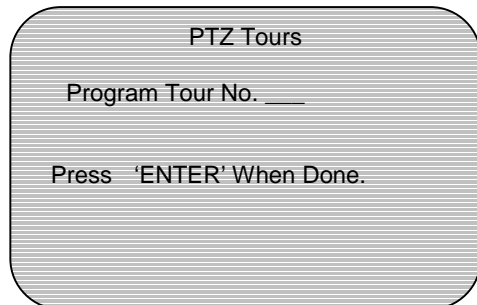 PTZ Tours
Program Tour No. ___
Press ‘ENTER’ When Done.